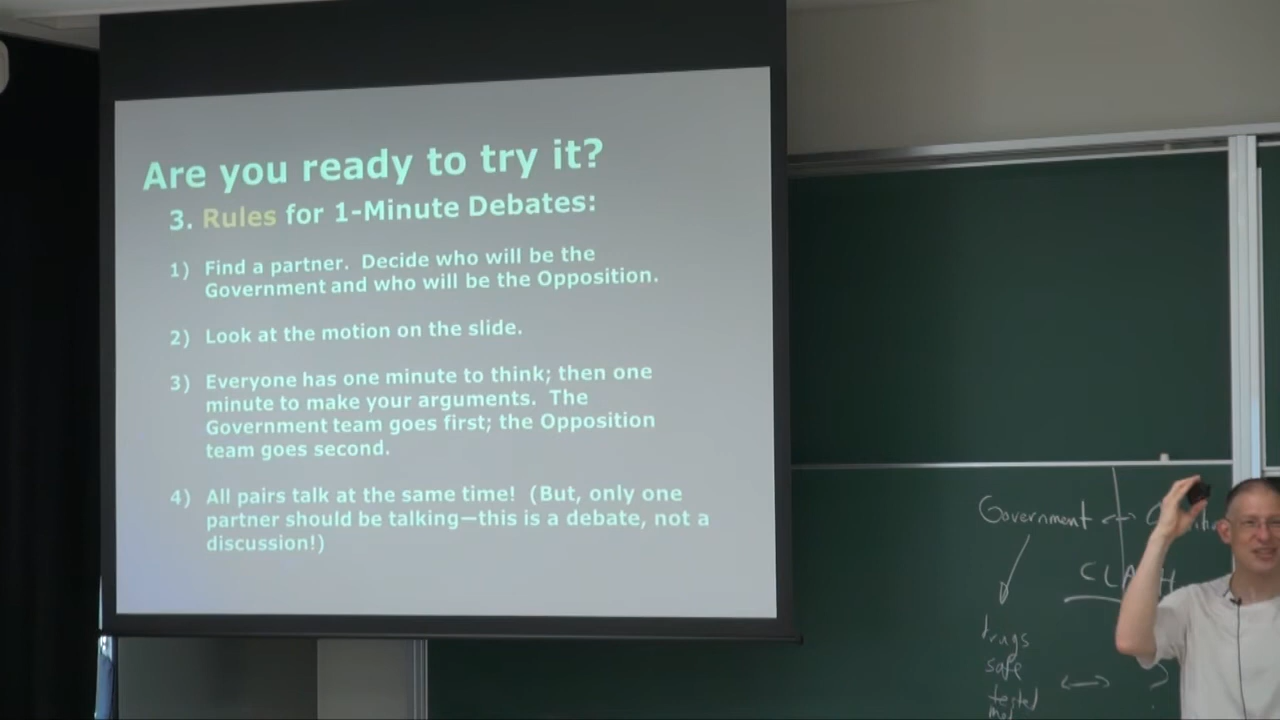 Are you ready to try it?
3. Rules for 1-Minute Debates:
1) Find a partner. Decide who will be the
Government and who will be the Opposition.
2) Look at the motion on the slide.
3) Everyone has one minute to think; then one
minute to make your arguments. The
Government team goes first; the Opposition
team goes second.
4) All pairs talk at the same time! (But, only one
partner should be talking—this is a debate, not a
discussion!)
Government ↔
CLASH
drugs
safe
tested ↔ ?